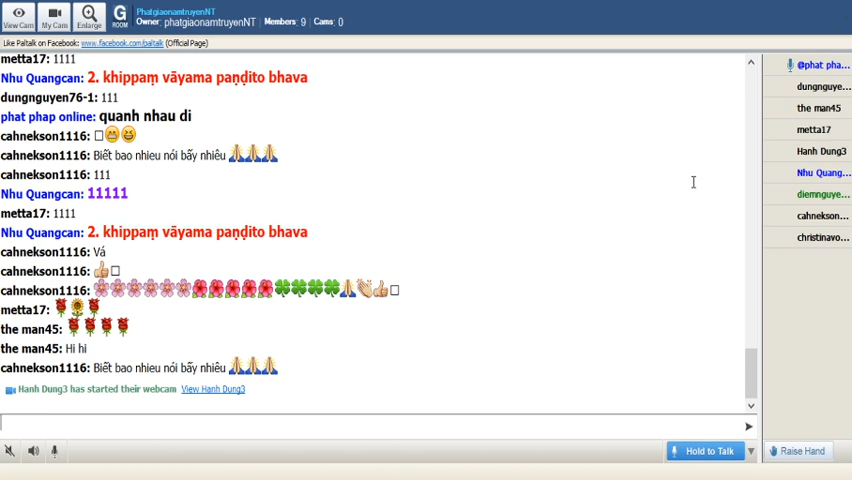 PhatgiaonamtruyenNT
Owner: phatgiaonamtruyenNT Members: 9 Cams: 0
View Cam My Cam Enlarge G ROOM
Like Paltalk on Facebook: www.facebook.com/paltalk (Official Page)
metta17: 1111
Nhu Quangcan: 2. khippaṃ vāyama paṇḍito bhava
dungnguyen76-1: 111
phat phap online: quanh nhau di
cahnekson1116:
cahnekson1116: Biết bao nhieu nói bấy nhiêu
cahnekson1116: 111
Nhu Quangcan: 11111
metta17: 1111
Nhu Quangcan: 2. khippaṃ vāyama paṇḍito bhava
cahnekson1116: Vá
cahnekson1116:
cahnekson1116:
metta17:
the man45:
the man45: Hi hi
cahnekson1116: Biết bao nhieu nói bấy nhiêu
Hanh Dung3 has started their webcam View Hanh Dung3
@phat pha...
dungnguye...
the man45
metta17
Hanh Dung3
Nhu Quang...
diemnguye...
cahnekson...
christinavo...
Hold to Talk
Raise Hand